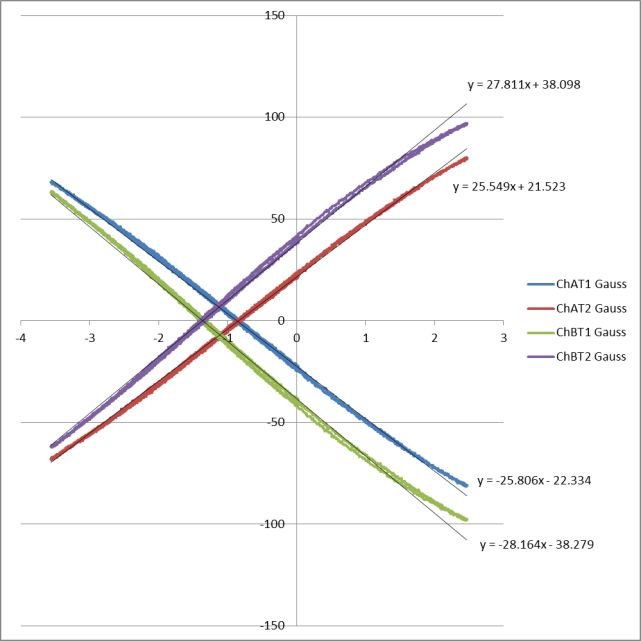 150
y = 27.811x + 38.098
100
y = 25.549x + 21.523
50
ChAT1 Gauss
ChAT2 Gauss
0
ChBT1 Gauss
-4 -3 -2 -1 0 1 2 3
ChBT2 Gauss
-50
y = -25.806x - 22.334
-100
y = -28.164x - 38.279
-150